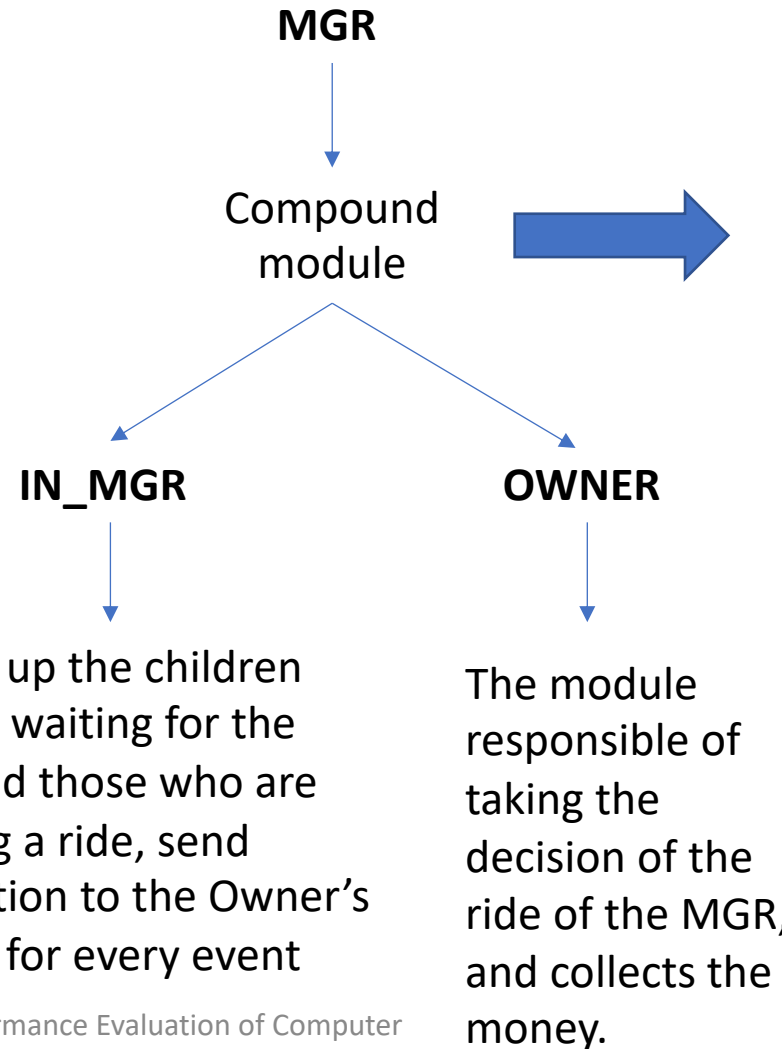 MGR
Compound
module
IN_MGR
OWNER
up the children
waiting for the
d those who are
g a ride, send
tion to the Owner's
for every event
The module
responsible of
taking the
decision of the
ride of the MGR,
and collects the
money.
rmance Evaluation of Computer